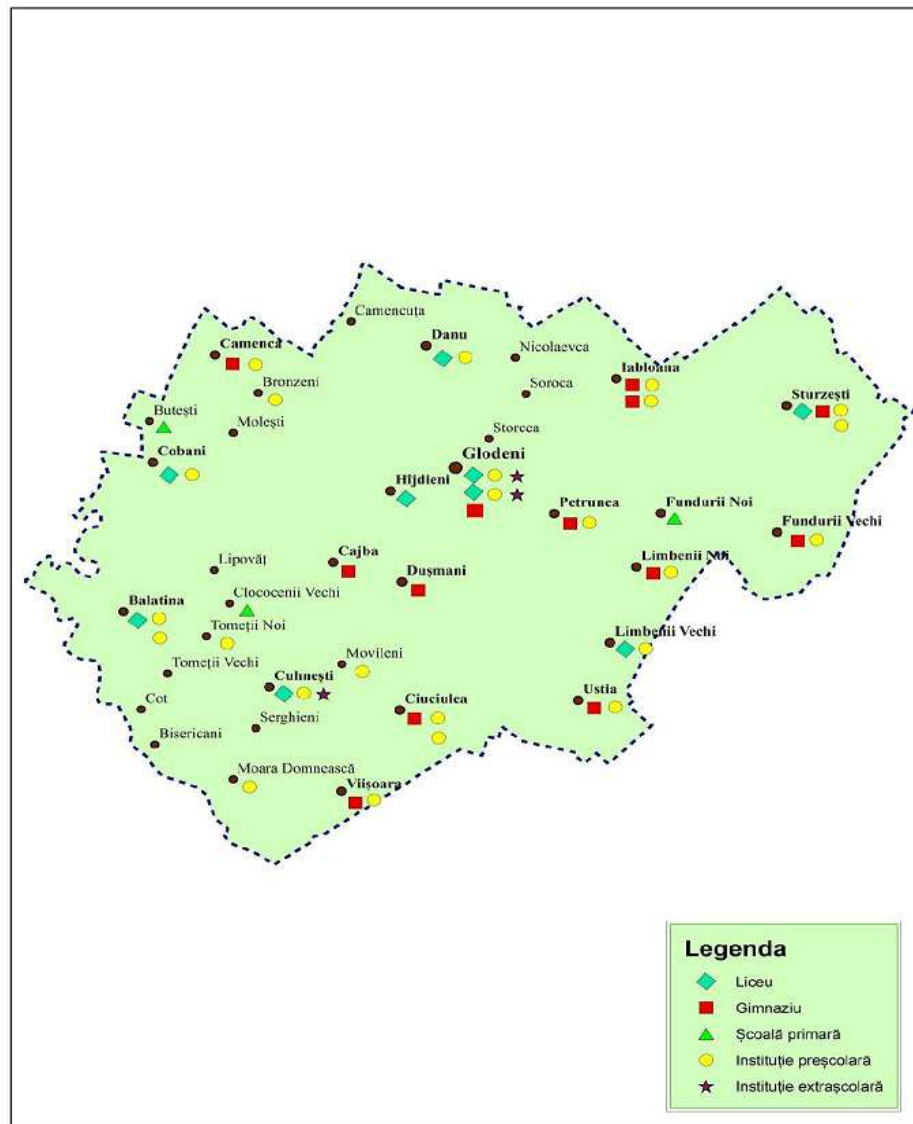 Camencuța
Camenca
Danu
Nicolaevca
Bronzeni
Iabloana
Soroca
Sturzești
Butești
Molești
Storcca
Cobani
Glodeni
Hîjdieni
Petrunea
Fundurii Noi
Fundurii Vechi
Cajba
Lipovăț
Dușmani
Limbenii Noi
Clococenii Vechi
Balatina
Tomeții Noi
Limbenii Vechi
Movileni
Tomeții Vechi
Cuhnești
Ustia
Cot
Ciuciulea
Serghieni
Bisericani
Moara Domnească
Viișoara
Legenda
Liceu
Gimnaziu
Școală primară
Instituție preșcolară
Instituție extrașcolară